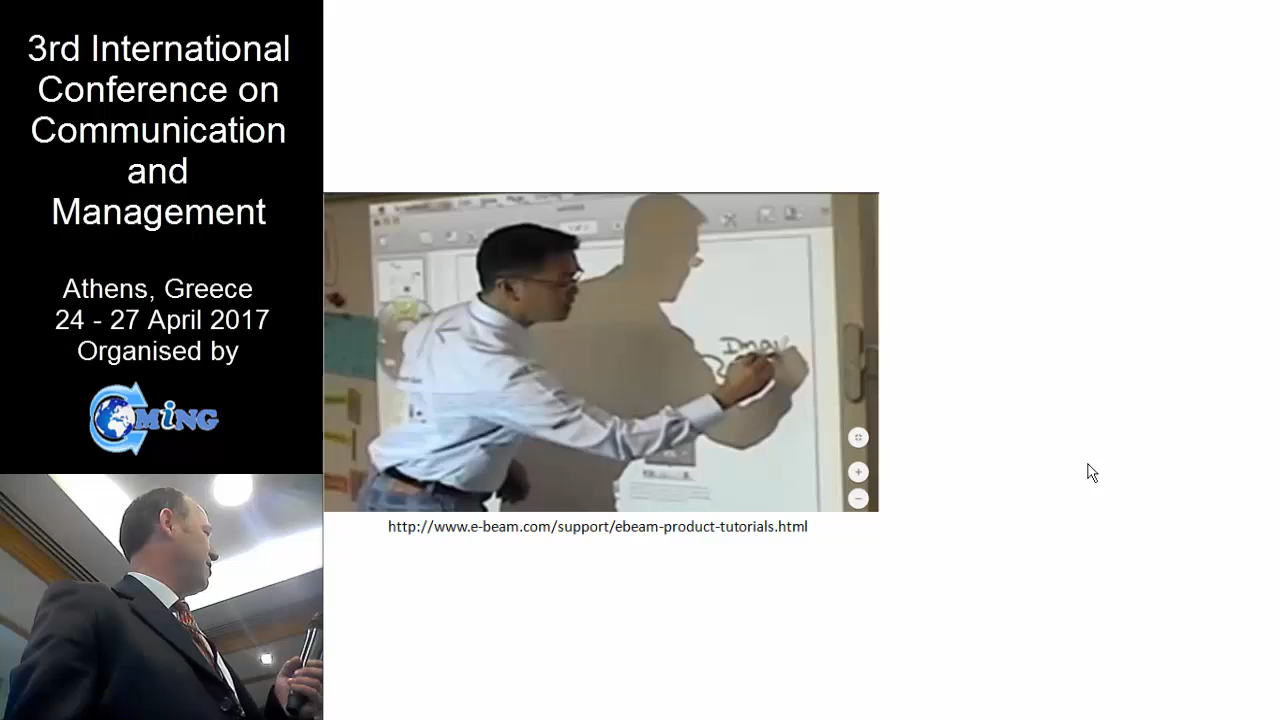 3rd International
Conference on
Communication
and
Management
Athens, Greece
24 - 27 April 2017
Organised by
CMiNG
http://www.e-beam.com/support/ebeam-product-tutorials.html